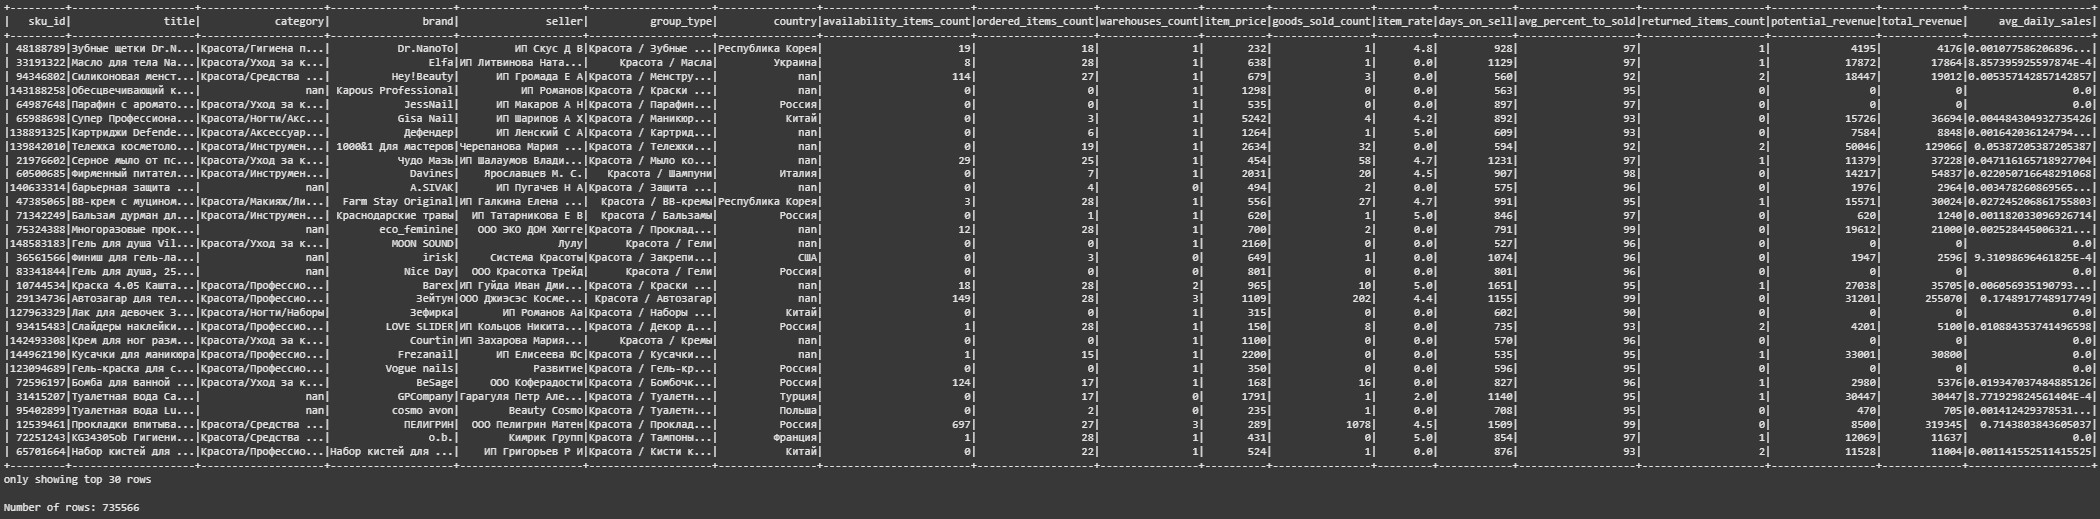 +---------+--------------------+--------------------+--------------------+--------------------+--------------------+----------------+------------------------+-------------------+----------------+----------+----------------+---------+------------+-------------------+--------------------+-----------------+-------------+--------------------+
|   sku_id|               title|            category|               brand|              seller|          group_type|         country|availability_items_count|ordered_items_count|warehouses_count|item_price|goods_sold_count|item_rate|days_on_sell|avg_percent_to_sold|returned_items_count|potential_revenue|total_revenue|     avg_daily_sales|
| 48188789|Зубные щетки Dr.N...|Красота/Гигиена п...|            Dr.NanoTo|           ИП Скус Д В|Красота / Зубные ...|Республика Корея|19|18|1|232|1|4.8|928|97|1|4195|4176|0.001077586206896...|
| 33191322|Масло для тела Na...|Красота/Уход за к...|Elfa|ИП Литвинова Ната...|Красота / Масла|Украина|8|28|1|638|1|0.0|1129|97|1|17872|17864|8.857395925597874E-4|
| 94346802|Силиконовая менст...|Красота/Средства ...|Hey!Beauty|ИП Громада Е А|Красота / Менстру...|nan|114|27|1|679|3|0.0|560|92|2|18447|19012|0.005357142857142857|
|143188258|Обесцвечивающий к...|nan|Kapous Professional|ИП Романов|Красота / Краски ...|nan|0|0|1|1298|0|0.0|563|95|0|0|0|0.0|
| 64987648|Парафин с аромато...|Красота/Уход за к...|JessNail|ИП Макаров А Н|Красота / Парафин...|Россия|0|0|1|535|0|0.0|897|97|0|0|0|0.0|
| 65988698|Супер Профессиона...|Красота/Ногти/Акс...|Gisa Nail|ИП Шарипов А Х|Красота / Маникюр...|Китай|0|3|1|5242|4|4.2|892|93|0|15726|36694|0.004484304932735426|
|138891325|Картриджи Defende...|Красота/Аксессуар...|Дефендер|ИП Ленский С А|Красота / Картрид...|nan|0|6|1|1264|1|5.0|609|93|0|7584|8848|0.001642036124794...|
|139842010|Тележка косметоло...|Красота/Инструмен...|1000&1 Для мастеров|Черепанова Мария ...|Красота / Тележки...|nan|0|19|1|2634|32|0.0|594|92|2|50046|129066|0.05387205387205387|
| 21976602|Серное мыло от пс...|Красота/Уход за к...|Чудо Мазь|ИП Шалаумов Влади...|Красота / Мыло ко...|nan|29|25|1|454|58|4.7|1231|97|1|11379|37228|0.047116165718927704|
| 60500685|Фирменный питател...|Красота/Инструмен...|Davines|Ярославцев М. С.|Красота / Шампуни|Италия|0|7|1|2031|20|4.5|907|98|0|14217|54837|0.022050716648291068|
|140633314|барьерная защита ...|nan|A.SIVAK|ИП Пугачев Н А|Красота / Защита ...|nan|0|4|0|494|2|0.0|575|96|0|1976|2964|0.003478260869565...|
| 47385065|BB-крем с муцином...|Красота/Макияж/Ли...|Farm Stay Original|ИП Галкина Елена ...|Красота / BB-кремы|Республика Корея|3|28|1|556|27|4.7|991|95|1|15571|30024|0.027245206861755803|
| 71342249|Бальзам дурман дл...|Красота/Инструмен...|Краснодарские травы|ИП Татарникова Е В|Красота / Бальзамы|Россия|0|1|1|620|1|5.0|846|97|0|620|1240|0.001182033096926714|
| 75324388|Многоразовые прок...|nan|eco_feminine|ООО ЭКО ДОМ Хюгге|Красота / Проклад...|nan|12|28|1|700|2|0.0|791|99|0|19612|21000|0.002528445006321...|
|148583183|Гель для душа Vil...|Красота/Уход за к...|MOON SOUND|Лулу|Красота / Гели|nan|0|0|1|2160|0|0.0|527|96|0|0|0|0.0|
| 36561566|Финиш для гель-ла...|nan|irisk|Система Красоты|Красота / Закрепи...|США|0|3|0|649|1|0.0|1074|96|0|1947|2596|9.31098696461825E-4|
| 83341844|Гель для душа, 25...|nan|Nice Day|ООО Красотка Трейд|Красота / Гели|Россия|0|0|1|801|0|0.0|801|96|0|0|0|0.0|
| 10744534|Краска 4.05 Кашта...|Красота/Профессио...|Barex|ИП Гуйда Иван Дми...|Красота / Краски ...|nan|18|28|2|965|10|5.0|1651|95|1|27038|35705|0.006056935190793...|
| 29134736|Автозагар для тел...|Красота/Профессио...|Зейтун|ООО Джиэсэс Косме...|Красота / Автозагар|nan|149|28|3|1109|202|4.4|1155|99|0|31201|255070|0.1748917748917749|
|127963329|Лак для девочек З...|Красота/Ногти/Наборы|Зефирка|ИП Романов Аа|Красота / Наборы ...|Китай|0|0|1|315|0|0.0|602|90|0|0|0|0.0|
| 93415483|Слайдеры наклейки...|Красота/Профессио...|LOVE SLIDER|ИП Кольцов Никита...|Красота / Декор д...|Россия|1|28|1|150|8|0.0|735|93|2|4201|5100|0.010884353741496598|
|142493308|Крем для ног разм...|Красота/Уход за к...|Courtin|ИП Захарова Мария...|Красота / Кремы|nan|0|0|1|1100|0|0.0|570|96|0|0|0|0.0|
|144962190|Кусачки для маникюра|Красота/Профессио...|Frezanail|ИП Елисеева Юс|Красота / Кусачки...|nan|1|15|1|2200|0|0.0|535|95|1|33001|30800|0.0|
|123094689|Гель-краска для с...|Красота/Профессио...|Vogue nails|Развитие|Красота / Гель-кр...|Россия|0|0|1|350|0|0.0|596|95|0|0|0|0.0|
| 72596197|Бомба для ванной ...|Красота/Уход за к...|BeSage|ООО Коферадости|Красота / Бомбочк...|Россия|124|17|1|168|16|0.0|827|96|1|2980|5376|0.019347037484885126|
| 31415207|Туалетная вода Ca...|nan|GPCompany|Гарагуля Петр Але...|Красота / Туалетн...|Турция|0|17|0|1791|1|2.0|1140|95|1|30447|30447|8.771929824561404E-4|
| 95402899|Туалетная вода Lu...|nan|cosmo avon|Beauty Cosmo|Красота / Туалетн...|Польша|0|2|0|235|1|0.0|708|95|0|470|705|0.001412429378531...|
| 12539461|Прокладки впитыва...|Красота/Средства ...|ПЕЛИГРИН|ООО Пелигрин Матен|Красота / Проклад...|Россия|697|27|3|289|1078|4.5|1509|99|0|8500|319345|0.7143803843605037|
| 72251243|KG34305ob Гигиени...|Красота/Средства ...|o.b.|Кимрик Групп|Красота / Тампоны...|Франция|1|28|1|431|0|5.0|854|97|1|12069|11637|0.0|
| 65701664|Набор кистей для ...|Красота/Профессио...|Набор кистей для ...|ИП Григорьев Р И|Красота / Кисти к...|Китай|0|22|1|524|1|0.0|876|93|2|11528|11004|0.001141552511415525|
only showing top 30 rows
Number of rows: 735566